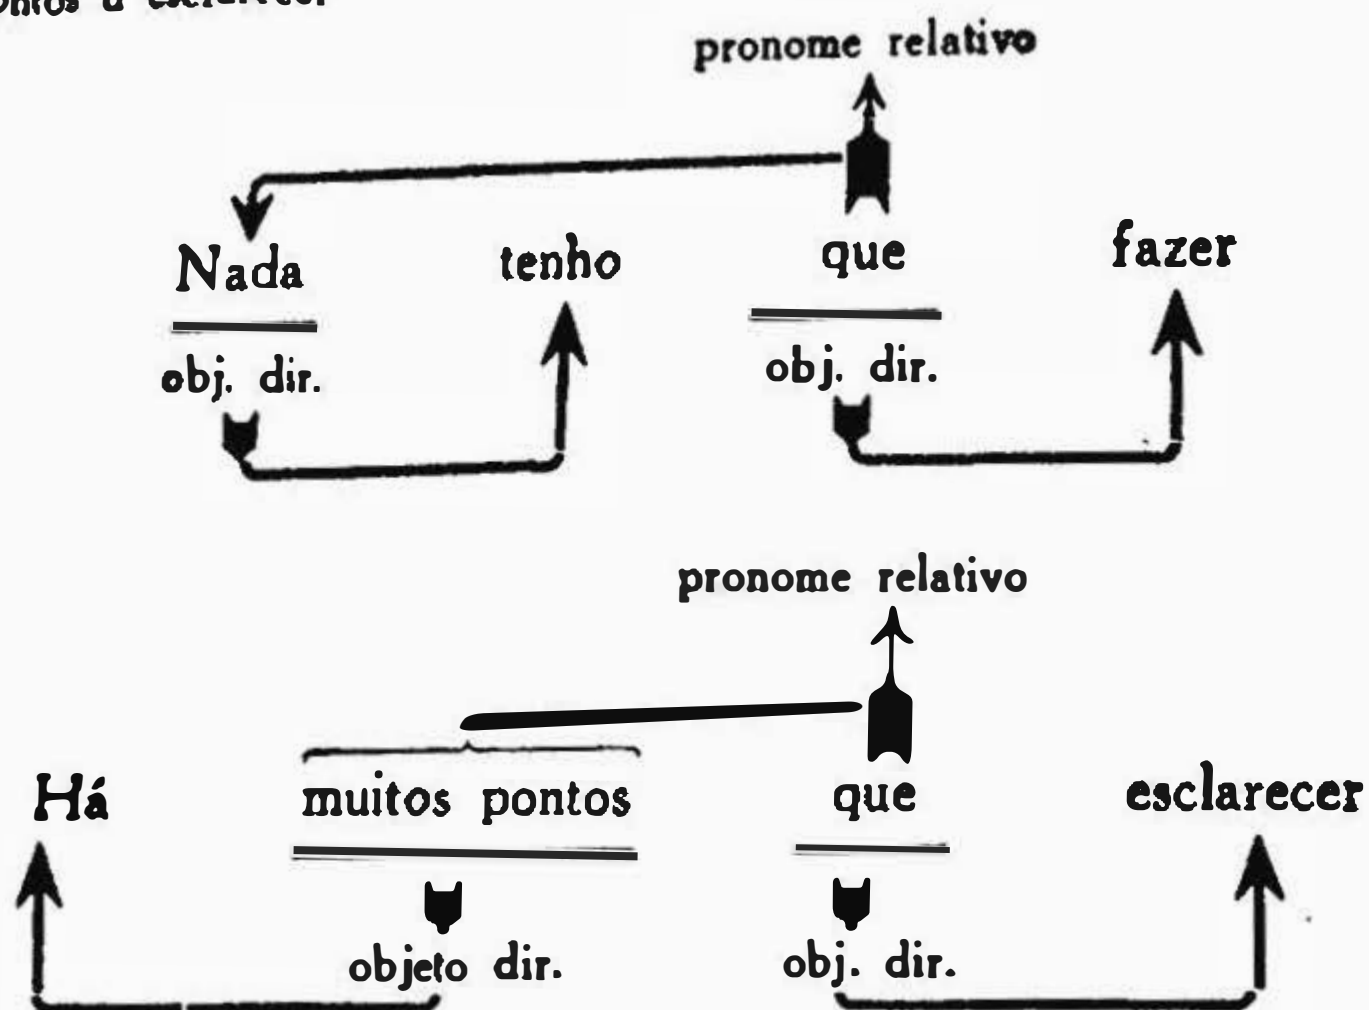 a esclarecer
pronome relativo
Nada tenho que fazer
obj. dir. obj. dir.
pronome relativo
Há muitos pontos que esclarecer
objeto dir. obj. dir.